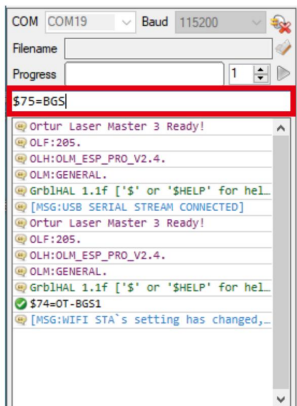 COM COM19 Baud 115200
Filename
Progress 1
$75=BGS
Ortur Laser Master 3 Ready!
OLF:205.
OLH:OLM_ESP_PRO_V2.4.
OLM:GENERAL.
GrblHAL 1.1f ['$' or '$HELP' for hel…
[MSG:USB SERIAL STREAM CONNECTED]
Ortur Laser Master 3 Ready!
OLF:205.
OLH:OLM_ESP_PRO_V2.4.
OLM:GENERAL.
GrblHAL 1.1f ['$' or '$HELP' for hel…
$74=OT-BGS1
[MSG:WIFI STA`s setting has changed,…